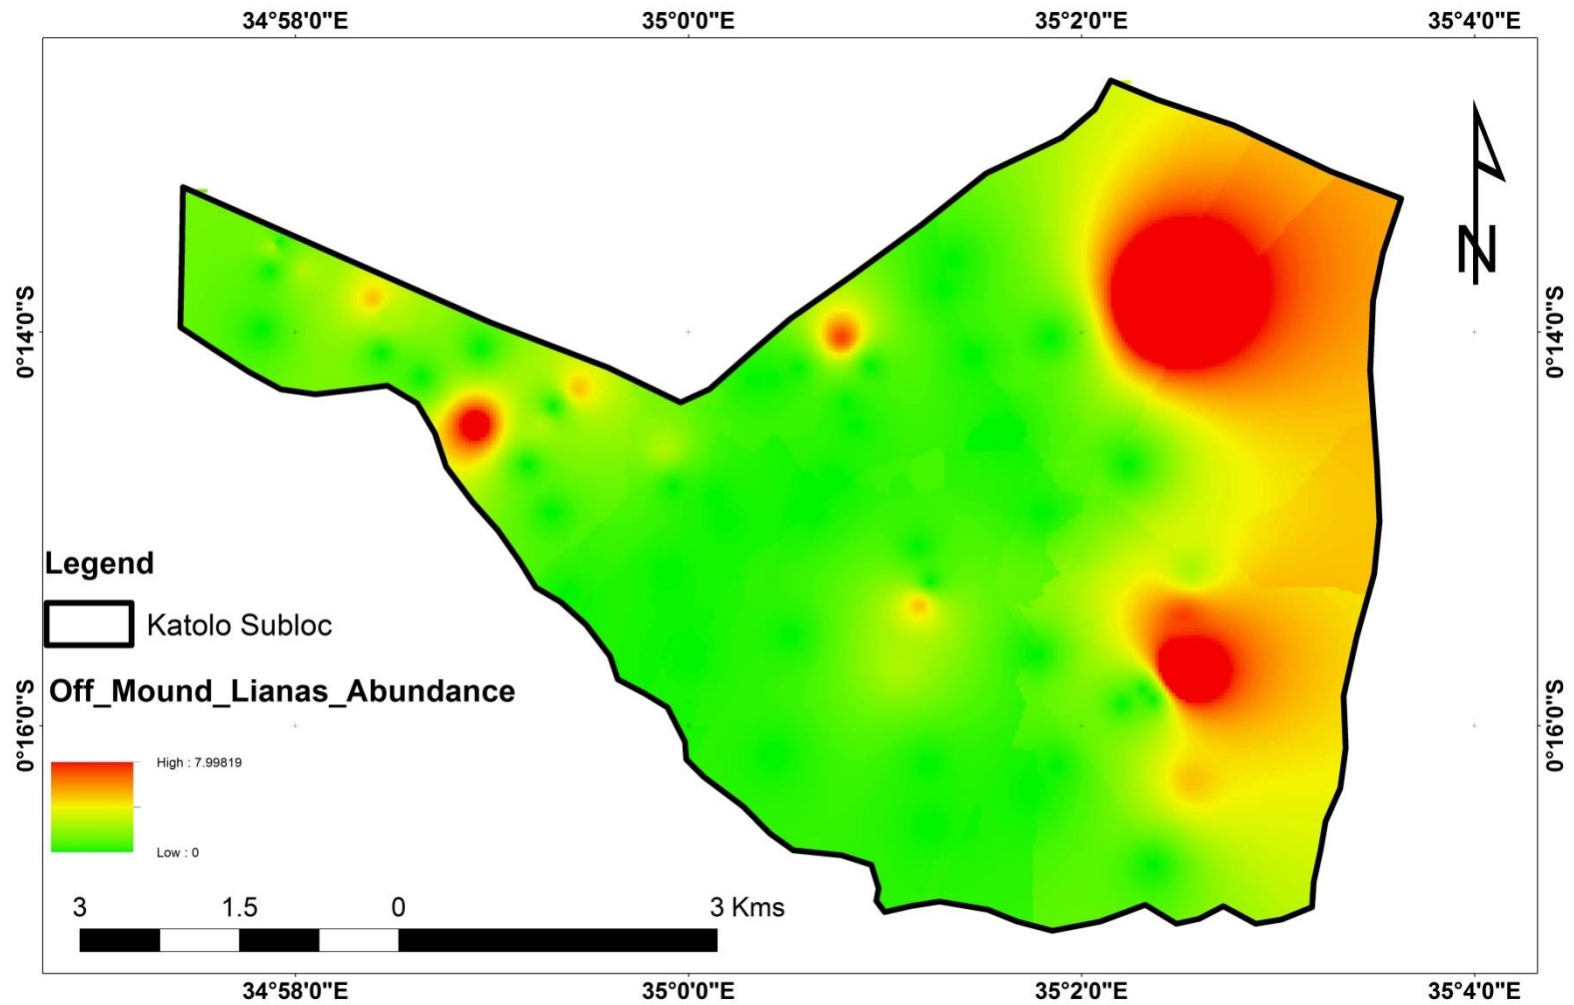 34°58'0"E 35°0'0"E 35°2'0"E 35°4'0"E
N
0°14'0"S 0°14'0"S
Legend
Katolo Subloc
Off_Mound_Lianas_Abundance
0°16'0"S 0°16'0"S
High : 7.99819
Low : 0
3 1.5 0 3 Kms
34°58'0"E 35°0'0"E 35°2'0"E 35°4'0"E